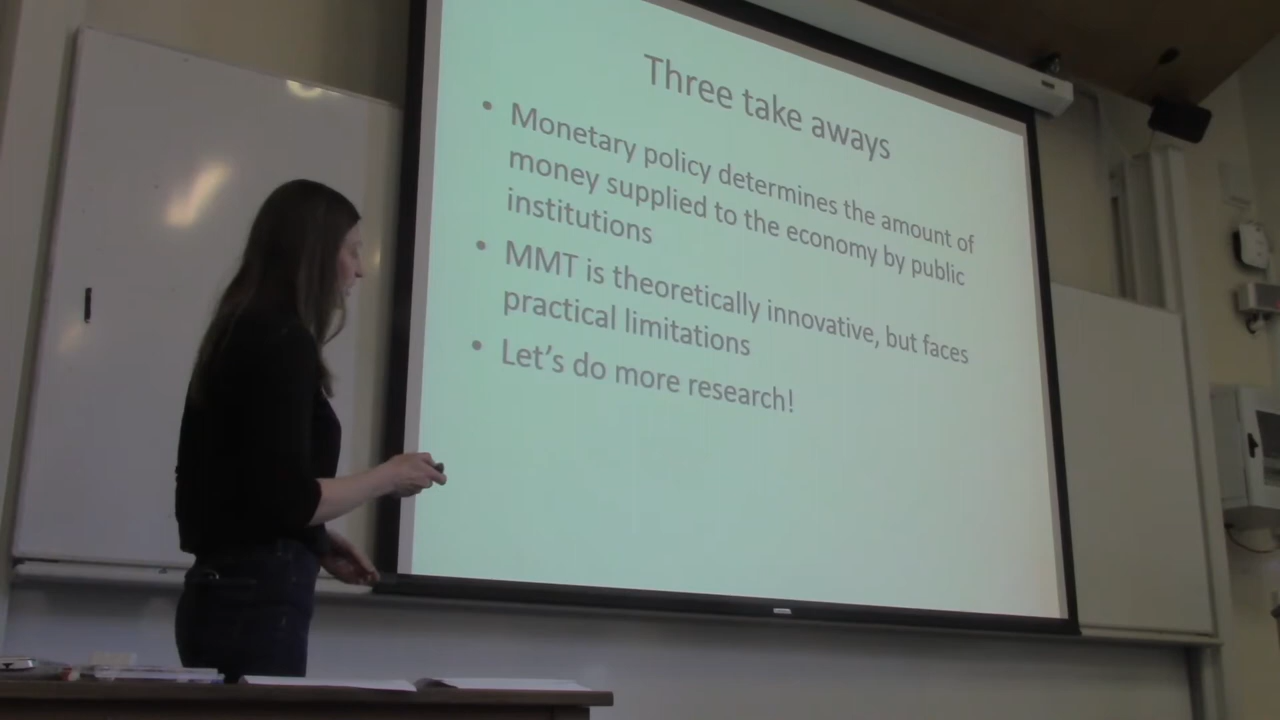 Three take aways
• Monetary policy determines the amount of
money supplied to the economy by public
institutions
• MMT is theoretically innovative, but faces
practical limitations
• Let's do more research!